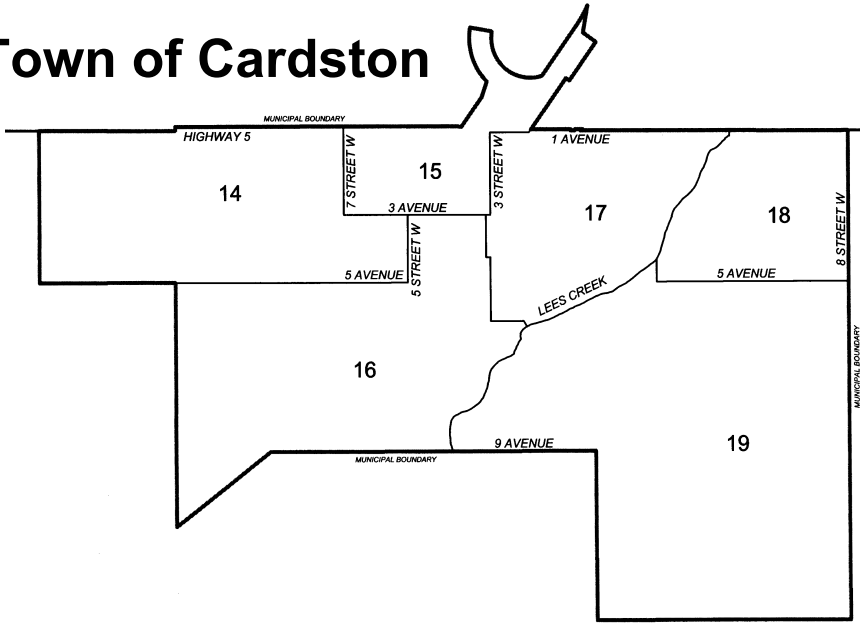 Town of Cardston
MUNICIPAL BOUNDARY
HIGHWAY 5
1 AVENUE
7 STREET W
15
3 STREET W
14
17
18
8 STREET W
3 AVENUE
5 STREET W
5 AVENUE
5 AVENUE
LEES CREEK
MUNICIPAL BOUNDARY
16
19
9 AVENUE
MUNICIPAL BOUNDARY